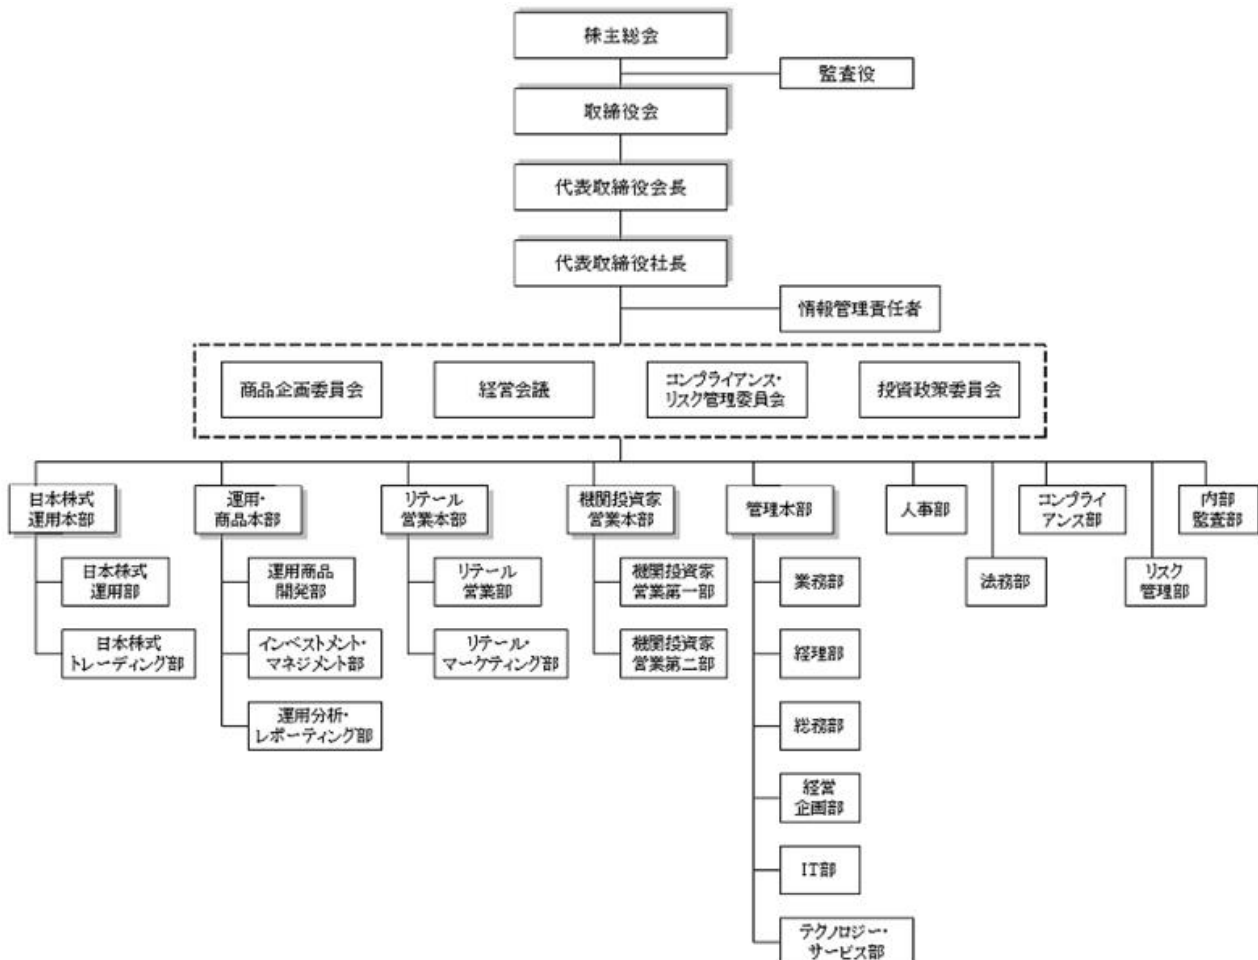 株主総会
監査役
取締役会
代表取締役会長
代表取締役社長
情報管理責任者
商品企画委員会
経営会議
コンプライアンス・
リスク管理委員会
投資政策委員会
日本株式
運用本部
運用・
商品本部
リテール
営業本部
機関投資家
営業本部
管理本部
人事部
コンプライ
アンス部
内部
監査部
日本株式
運用部
運用商品
開発部
リテール
営業部
機関投資家
営業第一部
業務部
法務部
リスク
管理部
日本株式
トレーディング部
インベストメント・
マネジメント部
リテール・
マーケティング部
機関投資家
営業第二部
経理部
運用分析・
レポーティング部
総務部
経営
企画部
IT部
テクノロジー・
サービス部